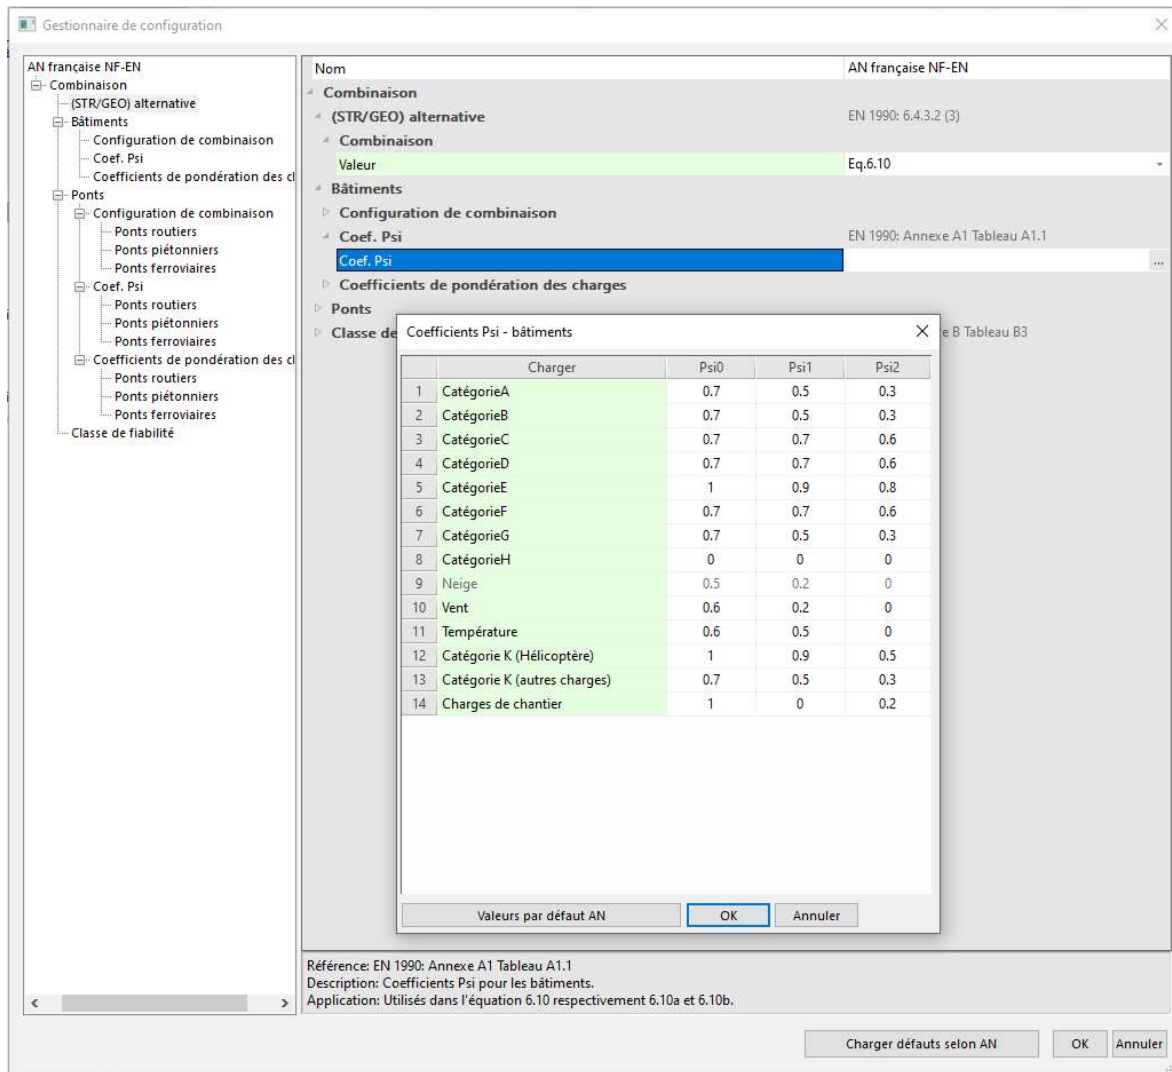 Gestionnaire de configuration
AN française NF-EN
Combinaison
(STR/GEO) alternative
Bâtiments
Configuration de combinaison
Coef. Psi
Coefficients de pondération des cl
Ponts
Configuration de combinaison
Ponts routiers
Ponts piétonniers
Ponts ferroviaires
Coef. Psi
Ponts routiers
Ponts piétonniers
Ponts ferroviaires
Coefficients de pondération des cl
Ponts routiers
Ponts piétonniers
Ponts ferroviaires
Classe de fiabilité
Nom AN française NF-EN
Combinaison
(STR/GEO) alternative EN 1990: 6.4.3.2 (3)
Combinaison
Valeur Eq.6.10
Bâtiments
Configuration de combinaison
Coef. Psi EN 1990: Annexe A1 Tableau A1.1
Coef. Psi ...
Coefficients de pondération des charges
Ponts
Classe de e B Tableau B3
Coefficients Psi - bâtiments
Charger Psi0 Psi1 Psi2
1 CatégorieA 0.7 0.5 0.3
2 CatégorieB 0.7 0.5 0.3
3 CatégorieC 0.7 0.7 0.6
4 CatégorieD 0.7 0.7 0.6
5 CatégorieE 1 0.9 0.8
6 CatégorieF 0.7 0.7 0.6
7 CatégorieG 0.7 0.5 0.3
8 CatégorieH 0 0 0
9 Neige 0.5 0.2 0
10 Vent 0.6 0.2 0
11 Température 0.6 0.5 0
12 Catégorie K (Hélicoptère) 1 0.9 0.5
13 Catégorie K (autres charges) 0.7 0.5 0.3
14 Charges de chantier 1 0 0.2
Valeurs par défaut AN OK Annuler
Référence: EN 1990: Annexe A1 Tableau A1.1
Description: Coefficients Psi pour les bâtiments.
Application: Utilisés dans l'équation 6.10 respectivement 6.10a et 6.10b.
Charger défauts selon AN OK Annuler